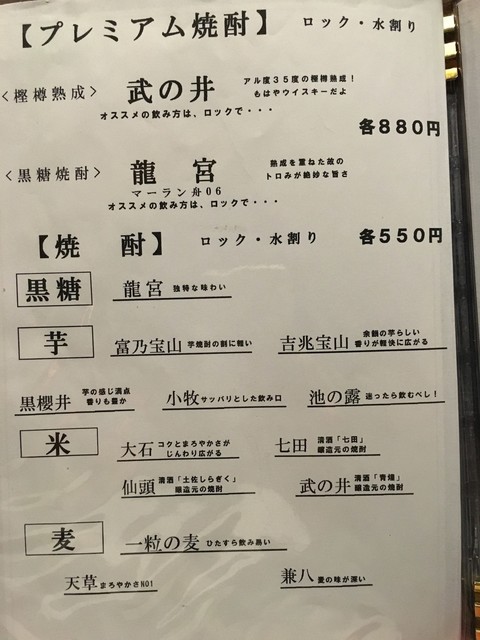 【プレミアム焼酎】 ロック・水割り
<樫樽熟成> 武の井 アル度35度の樫樽熟成!
もはやウイスキーだよ
オススメの飲み方は、ロックで・・・
各880円
<黒糖焼酎> 龍宮 熟成を重ねた故の
トロみが絶妙な旨さ
マーラン舟06
オススメの飲み方は、ロックで・・・
【焼酎】 ロック・水割り 各550円
黒糖 龍宮 独特な味わい
芋 富乃宝山 芋焼酎の割に軽い 吉兆宝山 余韻の芋らしい
香りが軽快に広がる
黒櫻井 芋の感じ満点
香りも豊か
小牧 サッパリとした飲み口 池の露 迷ったら飲むべし!
米 大石 コクとまろやかさが
じんわり広がる
七田 清酒「七田」
醸造元の焼酎
仙頭 清酒「土佐しらぎく」
醸造元の焼酎
武の井 清酒「青煌」
醸造元の焼酎
麦 一粒の麦 ひたすら飲み易い
天草 まろやかさNO1 兼八 麦の味が深い